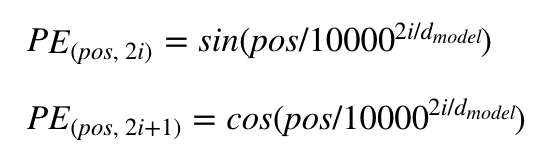 PE(pos, 2i) = sin(pos/10000^2i/dmodel)
PE(pos, 2i+1) = cos(pos/10000^2i/dmodel)